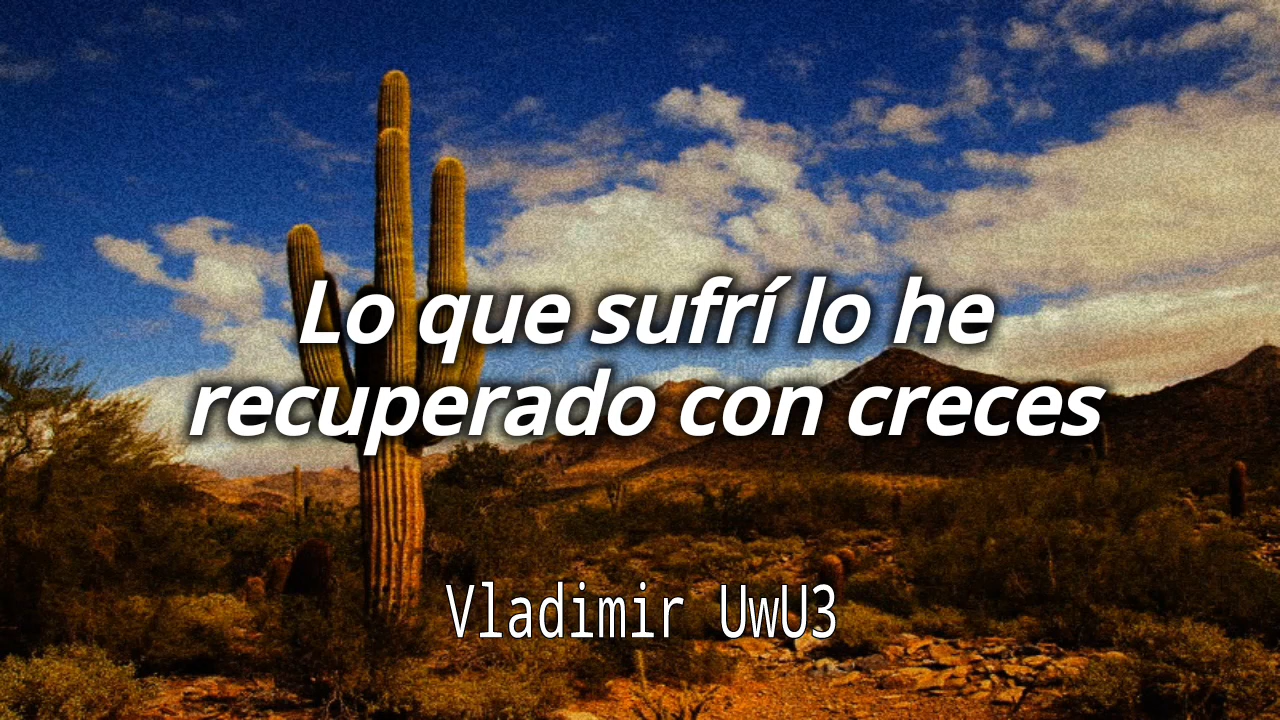 Lo que sufrí lo he
recuperado con creces
Vladimir UwU3